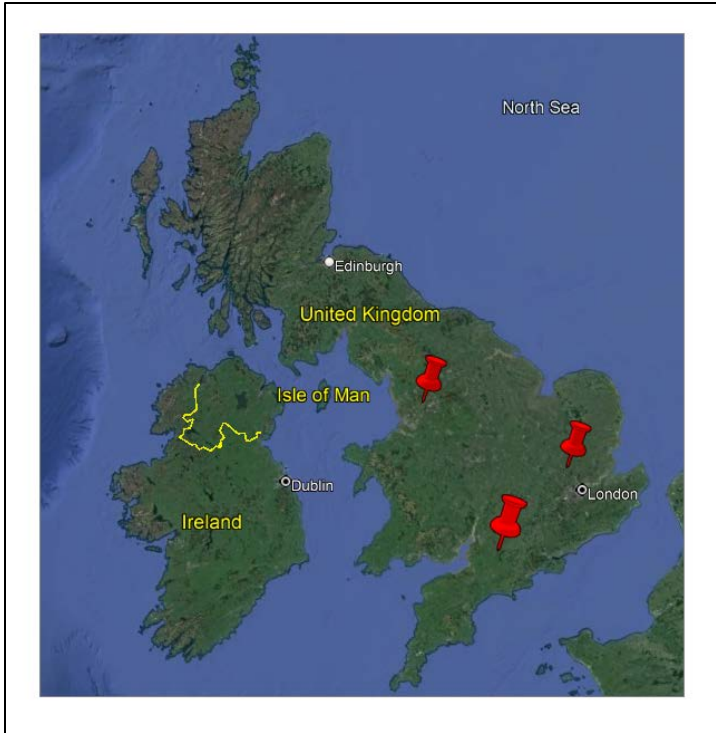 North Sea
Edinburgh
United Kingdom
Isle of Man
Dublin
London
Ireland